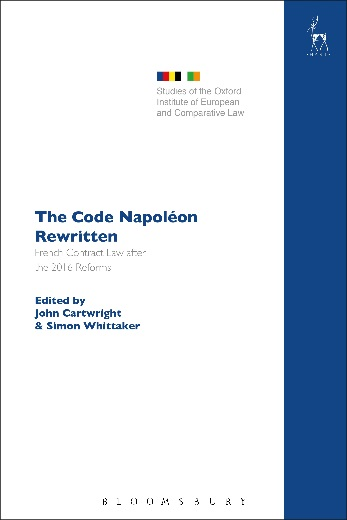 HART
Studies of the Oxford
Institute of European
and Comparative Law
The Code Napoléon
Rewritten
French Contract Law after
the 2016 Reforms
Edited by
John Cartwright
& Simon Whittaker
BLOOMSBURY